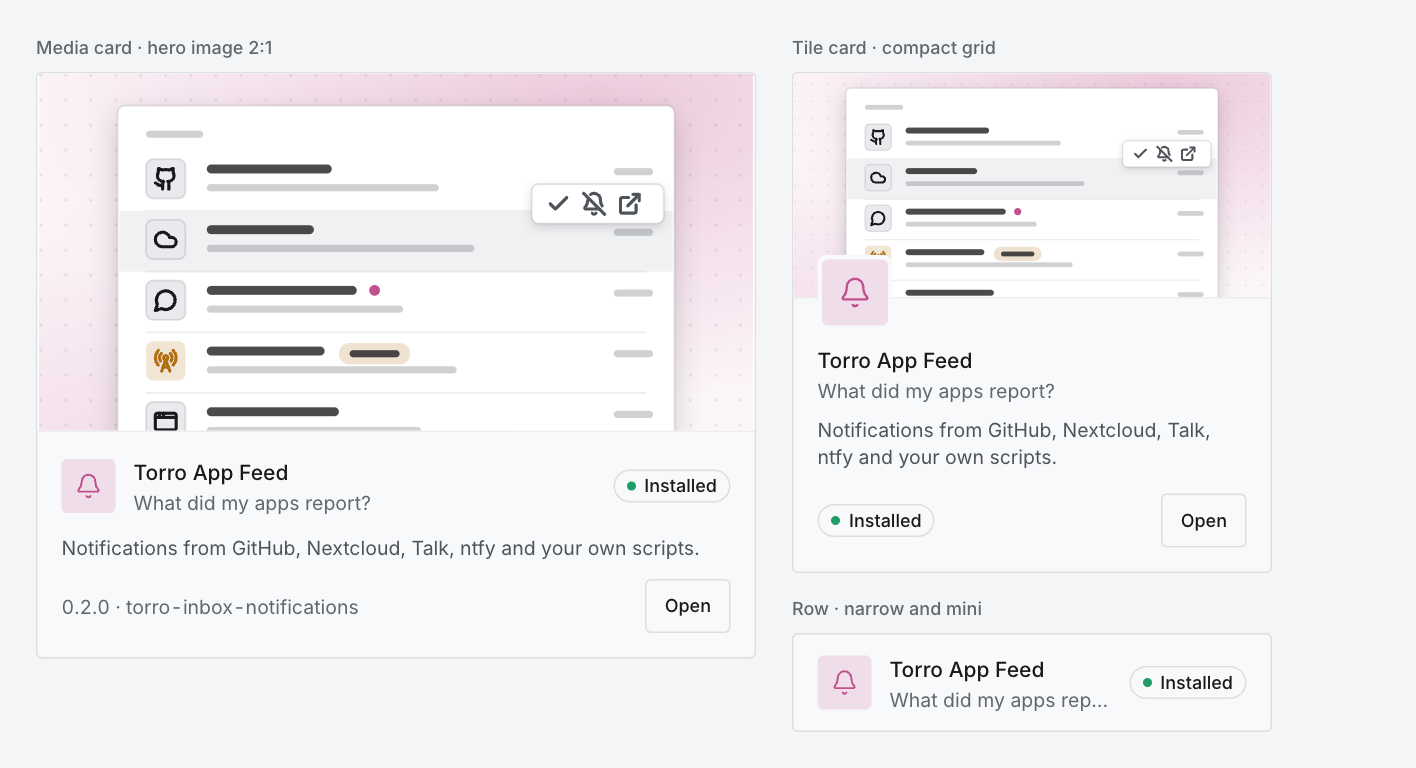 Media card · hero image 2:1
Torro App Feed
What did my apps report?
Installed
Notifications from GitHub, Nextcloud, Talk, ntfy and your own scripts.
0.2.0 · torro-inbox-notifications
Open
Tile card · compact grid
Torro App Feed
What did my apps report?
Notifications from GitHub, Nextcloud, Talk,
ntfy and your own scripts.
Installed
Open
Row · narrow and mini
Torro App Feed
What did my apps rep...
Installed